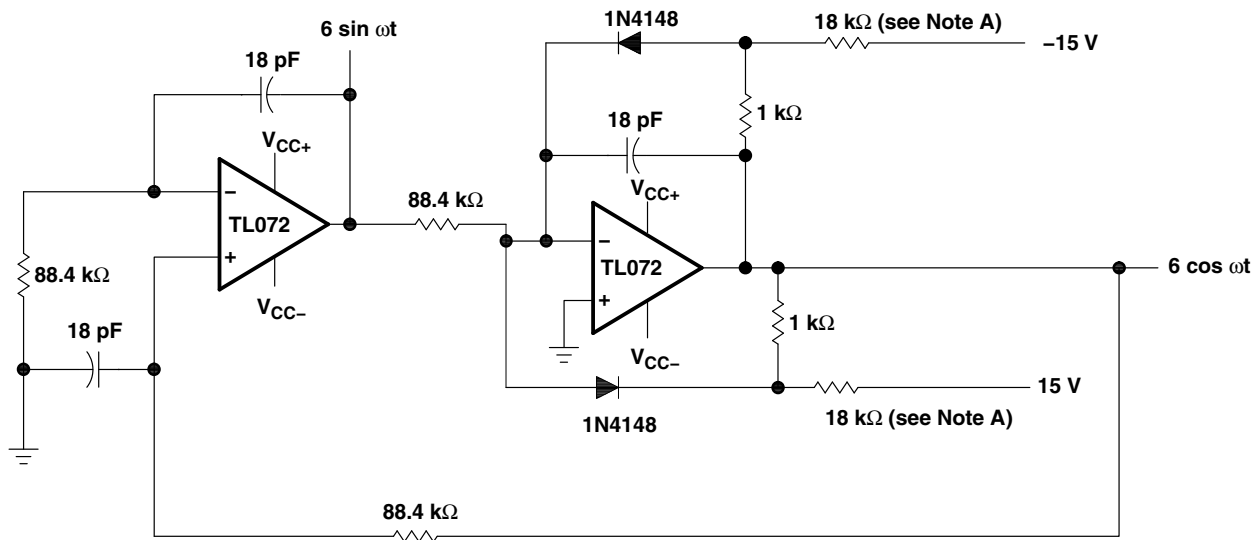 1N4148
18 kΩ (see Note A)
–15 V
6 sin ωt
18 pF
1 kΩ
18 pF
VCC+
88.4 kΩ
VCC+
TL072
TL072
6 cos ωt
88.4 kΩ
VCC–
18 pF
1 kΩ
VCC–
15 V
1N4148
18 kΩ (see Note A)
88.4 kΩ